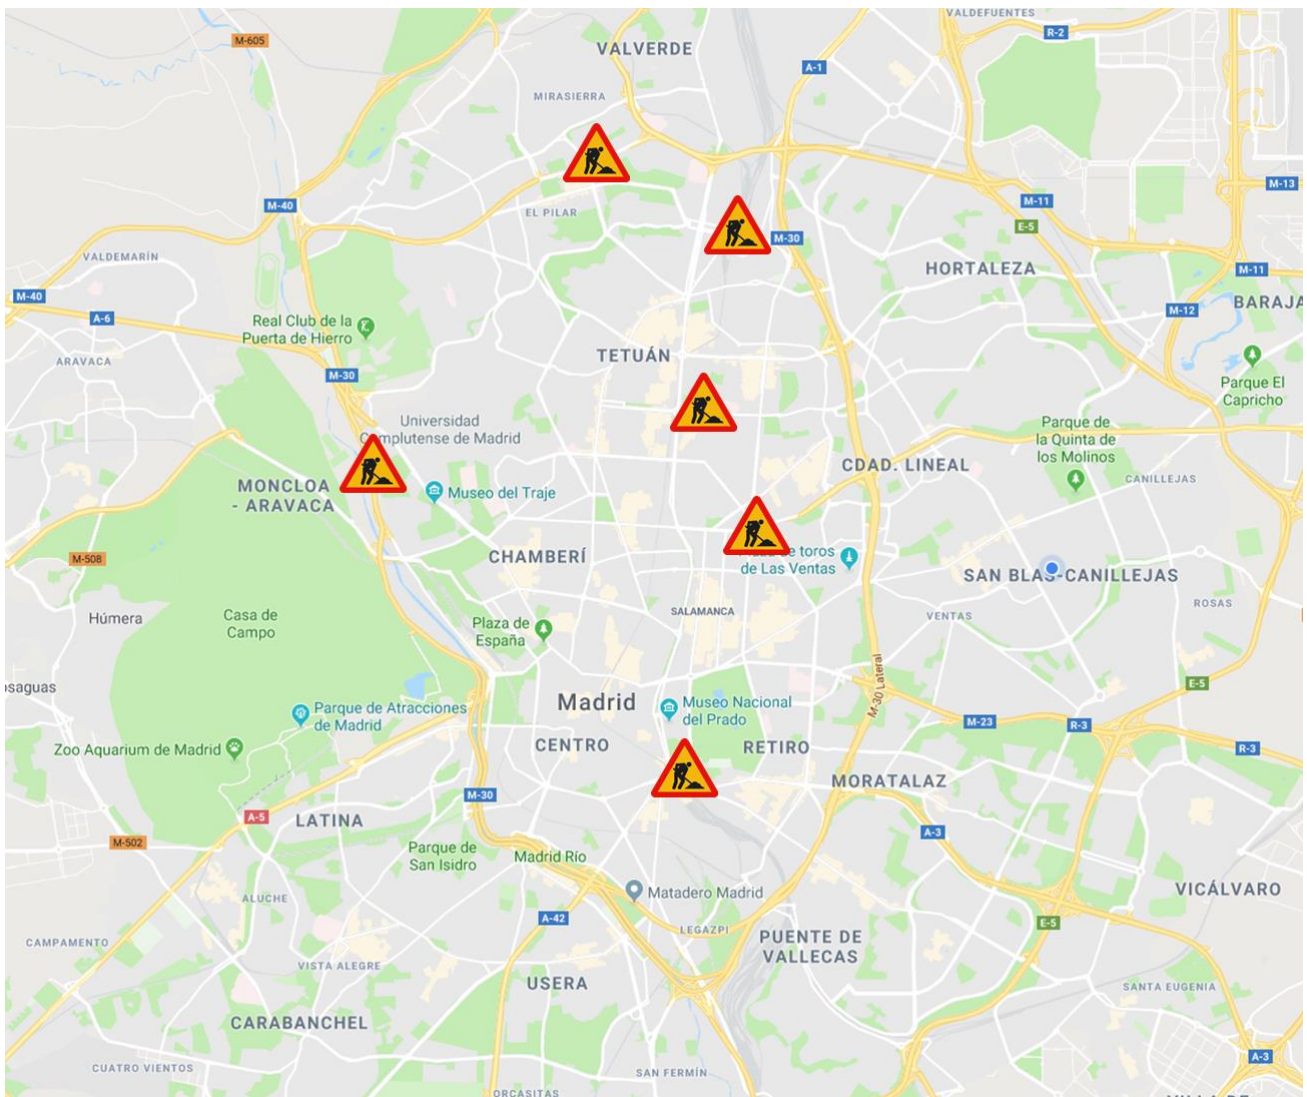 VALDEFUENTES
M-605
R-2
VALVERDE
A-1
MIRASIERRA
M-13
M-40
M-11
EL PILAR
E-5
M-30
VALDEMARÍN
HORTALEZA
M-11
M-40
BARAJA
M-12
A-6
Real Club de la
Puerta de Hierro
TETUÁN
ARAVACA
M-30
Parque El
Capricho
Universidad
Complutense de Madrid
Parque de
la Quinta de
los Molinos
CDAD. LINEAL
CANILLEJAS
MONCLOA
- ARAVACA
Museo del Traje
M-508
CHAMBERÍ
de toros
de Las Ventas
SAN BLAS-CANILLEJAS
ROSAS
Húmera
Casa de
Campo
SALAMANCA
VENTAS
Plaza de
España
osaguas
M-30 Lateral
E-5
Madrid
Museo Nacional
del Prado
Parque de Atracciones
de Madrid
M-23
R-3
R-3
Zoo Aquarium de Madrid
CENTRO
RETIRO
MORATALAZ
M-30
A-5
LATINA
A-3
M-502
Parque de
San Isidro
Madrid Río
Matadero Madrid
VICÁLVARO
ALUCHE
A-42
E-5
LEGAZPI
CAMPAMENTO
PUENTE DE
VALLECAS
VISTA ALEGRE
USERA
SANTA EUGENIA
CARABANCHEL
A-3
CUATRO VIENTOS
SAN FERMÍN
ORCASITAS